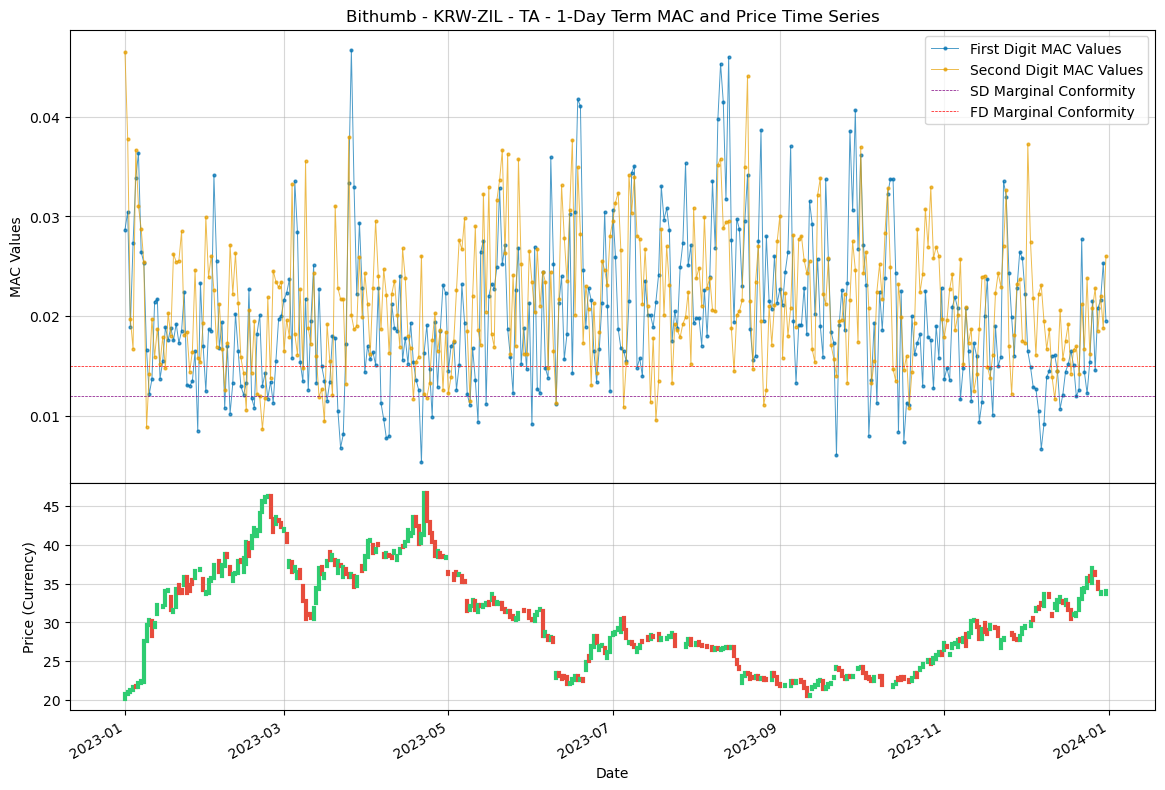 Bithumb - KRW-ZIL - TA - 1-Day Term MAC and Price Time Series
First Digit MAC Values
Second Digit MAC Values
SD Marginal Conformity
FD Marginal Conformity
MAC Values
0.04
0.03
0.02
0.01
Price (Currency)
45
40
35
30
25
20
2023-01
2023-03
2023-05
2023-07
2023-09
2023-11
2024-01
Date